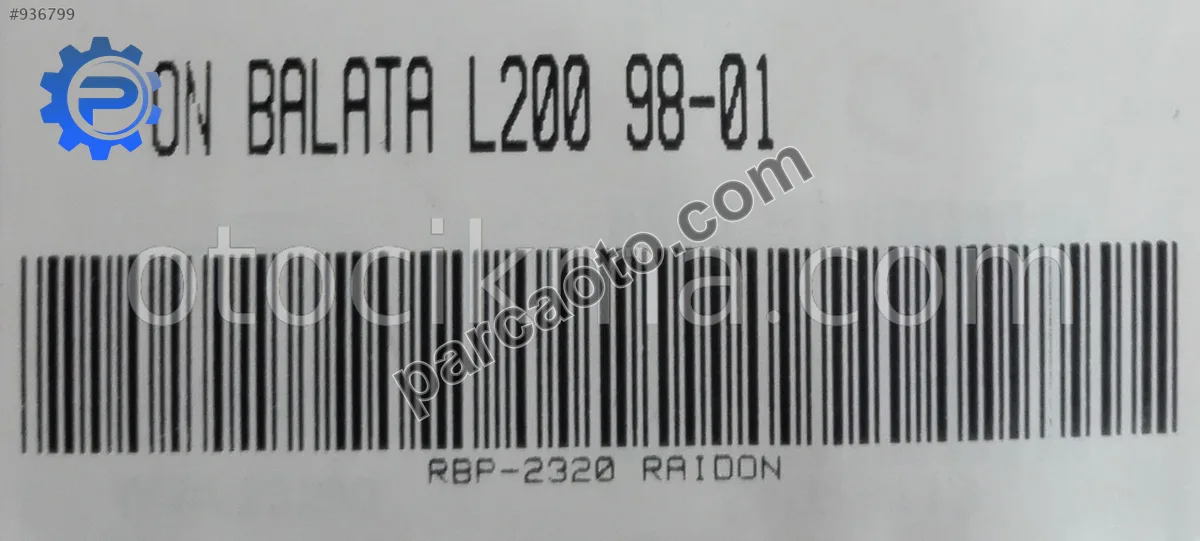 #936799
ON BALATA L200 98-01
otocikma.com
parcaoto.com
RBP-2320 RAIDON